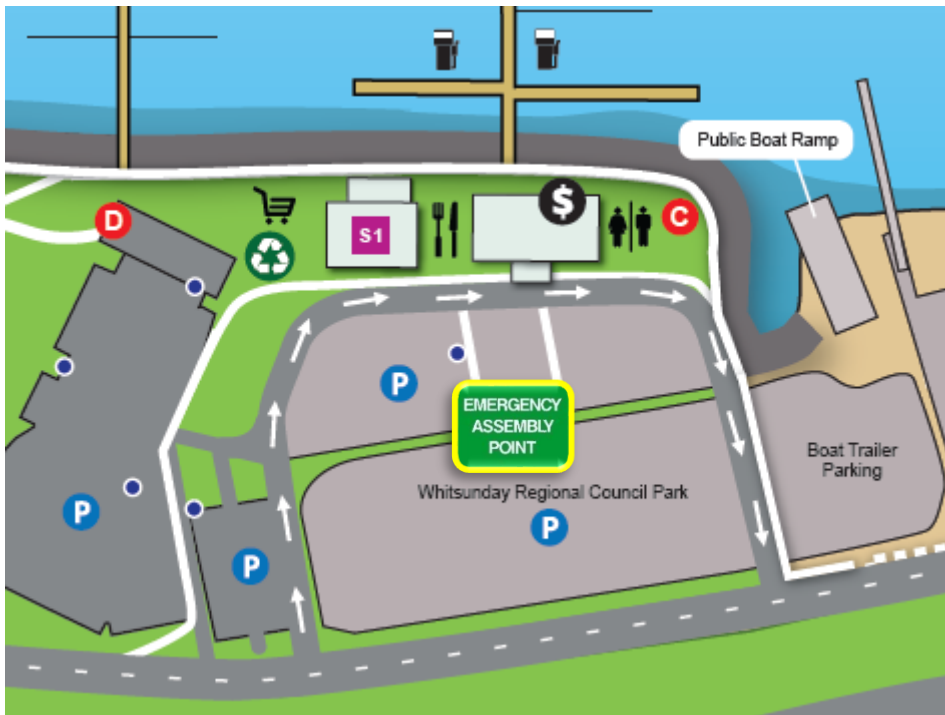 Public Boat Ramp
$
D
C
S1
P
EMERGENCY
ASSEMBLY
POINT
Boat Trailer
Parking
Whitsunday Regional Council Park
P
P
P